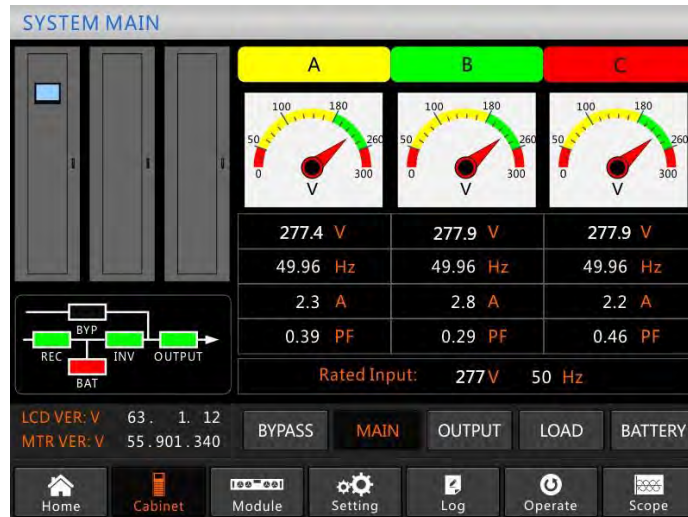 SYSTEM MAIN
A B C
50 100 180 260 0 300 V
50 100 180 260 0 300 V
50 100 180 260 0 300 V
277.4 V 277.9 V 277.9 V
49.96 Hz 49.96 Hz 49.96 Hz
2.3 A 2.8 A 2.2 A
0.39 PF 0.29 PF 0.46 PF
Rated Input: 277 V 50 Hz
BYP
REC INV OUTPUT
BAT
LCD VER: V 63. 1. 12
MTR VER: V 55.901.340
BYPASS MAIN OUTPUT LOAD BATTERY
Home Cabinet Module Setting Log Operate Scope